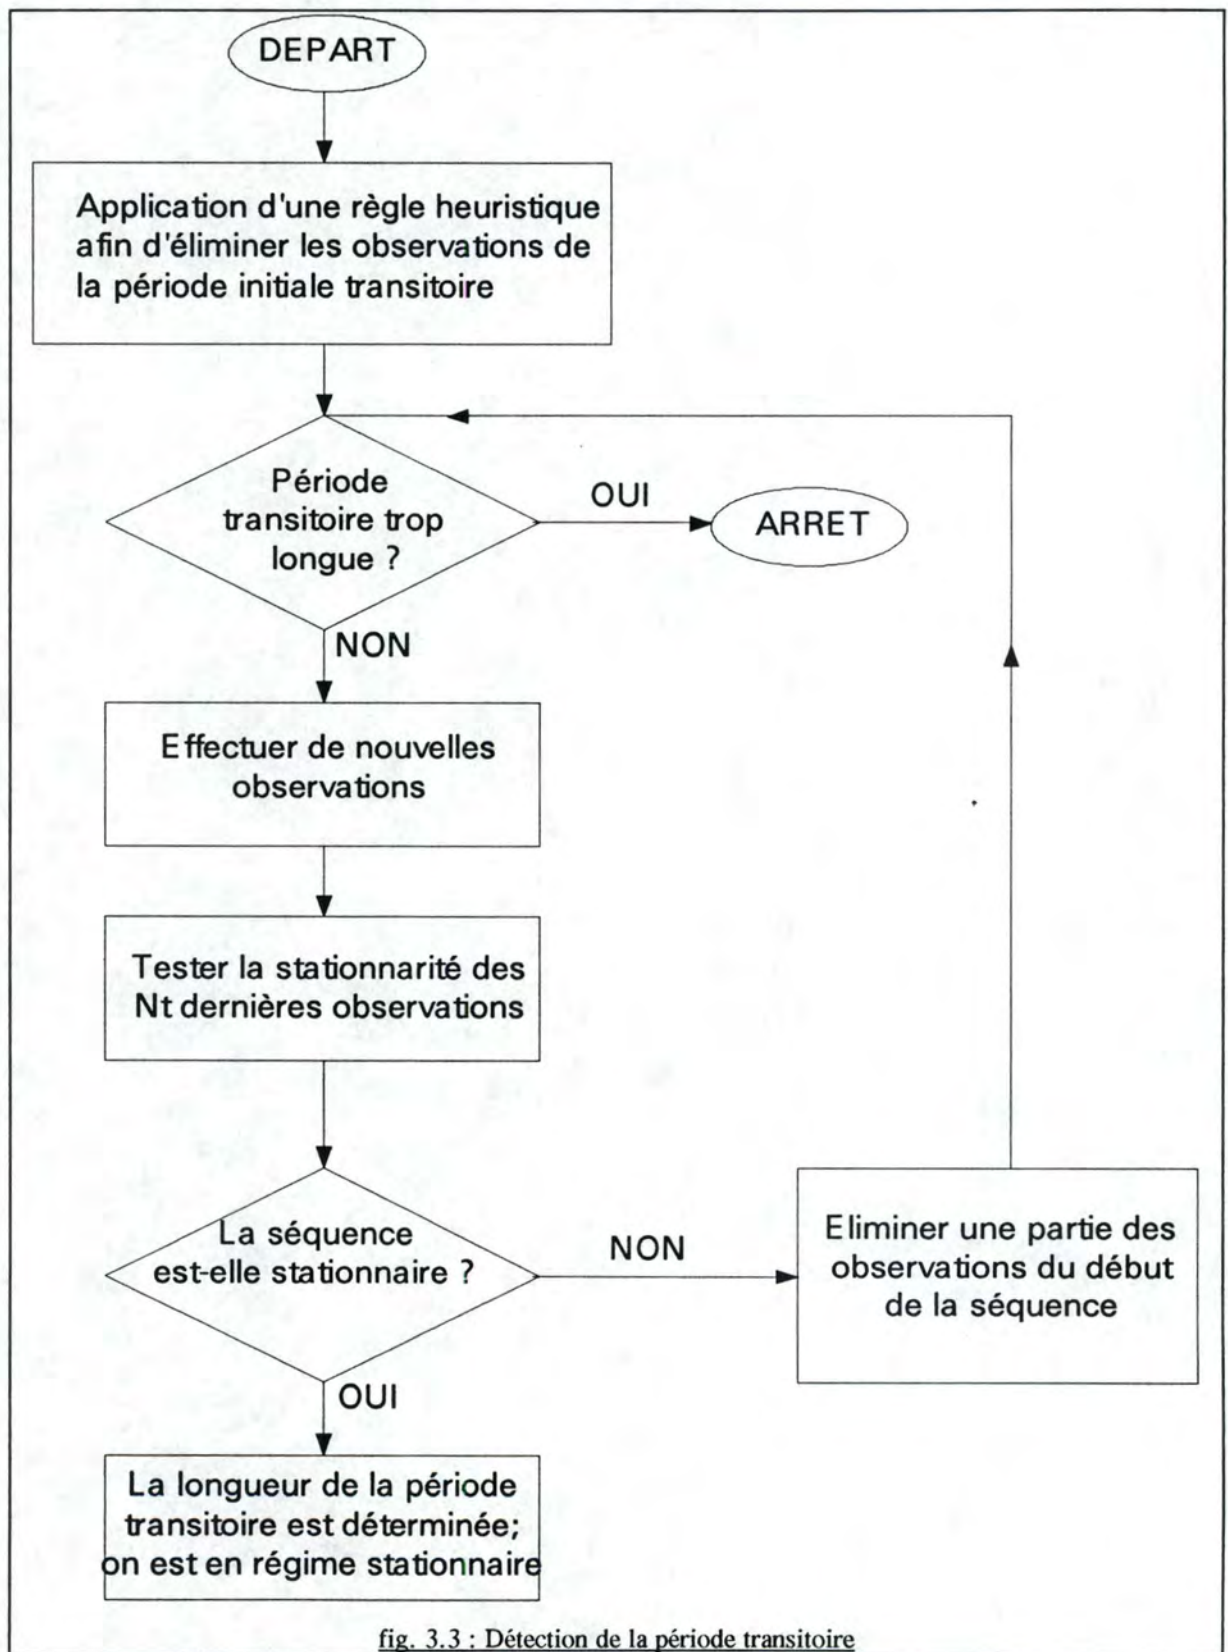 DEPART
Application d'une règle heuristique
afin d'éliminer les observations de
la période initiale transitoire
Période
transitoire trop
longue ?
OUI
ARRET
NON
Effectuer de nouvelles
observations
Tester la stationnarité des
Nt dernières observations
La séquence
est-elle stationnaire ?
NON
Eliminer une partie des
observations du début
de la séquence
OUI
La longueur de la période
transitoire est déterminée;
on est en régime stationnaire
fig. 3.3 : Détection de la période transitoire